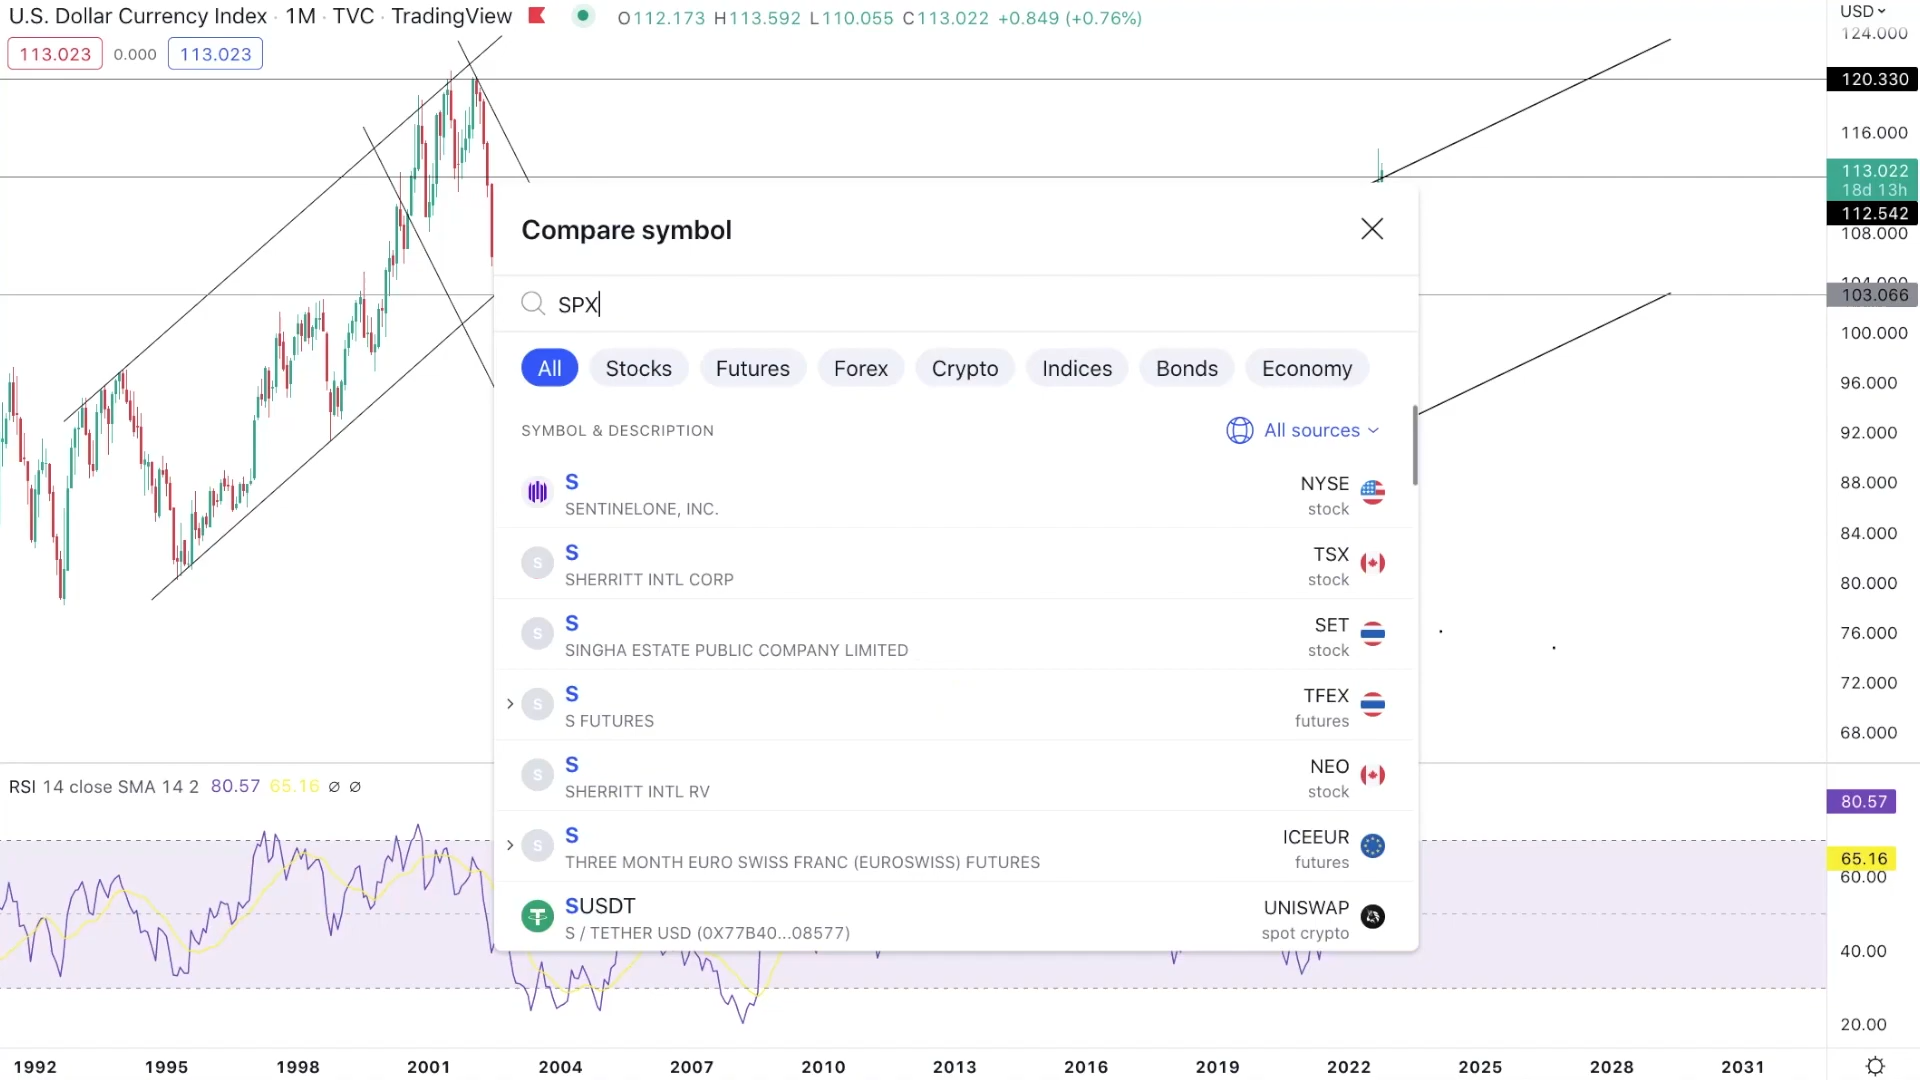 U.S. Dollar Currency Index · 1M · TVC · TradingView O112.173 H113.592 L110.055 C113.022 +0.849 (+0.76%)
USD
113.023 0.000 113.023
124.000
120.330
116.000
113.022
18d 13h
112.542
108.000
104.000
103.066
100.000
96.000
92.000
88.000
84.000
80.000
76.000
72.000
68.000
Compare symbol
SPX
All Stocks Futures Forex Crypto Indices Bonds Economy
SYMBOL & DESCRIPTION All sources
S NYSE
SENTINELONE, INC. stock
S S TSX
SHERRITT INTL CORP stock
S S SET
SINGHA ESTATE PUBLIC COMPANY LIMITED stock
S S TFEX
S FUTURES futures
S S NEO
SHERRITT INTL RV stock
S S ICEEUR
THREE MONTH EURO SWISS FRANC (EUROSWISS) FUTURES futures
SUSDT UNISWAP
S / TETHER USD (0X77B40...08577) spot crypto
RSI 14 close SMA 14 2 80.57 65.16 ∅ ∅
80.57
65.16
60.00
40.00
20.00
1992 1995 1998 2001 2004 2007 2010 2013 2016 2019 2022 2025 2028 2031